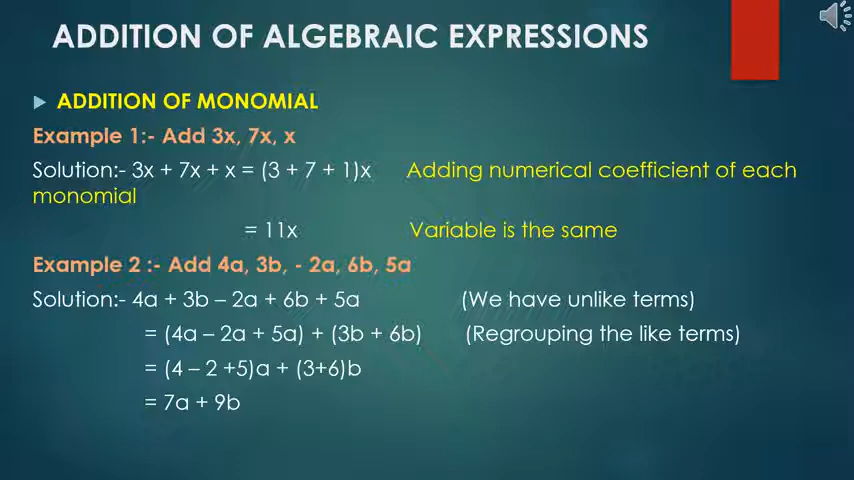 ADDITION OF ALGEBRAIC EXPRESSIONS
ADDITION OF MONOMIAL
Example 1:- Add 3x, 7x, x
Solution:- 3x + 7x + x = (3 + 7 + 1)x Adding numerical coefficient of each
monomial
= 11x Variable is the same
Example 2 :- Add 4a, 3b, - 2a, 6b, 5a
Solution:- 4a + 3b – 2a + 6b + 5a (We have unlike terms)
= (4a – 2a + 5a) + (3b + 6b) (Regrouping the like terms)
= (4 – 2 +5)a + (3+6)b
= 7a + 9b